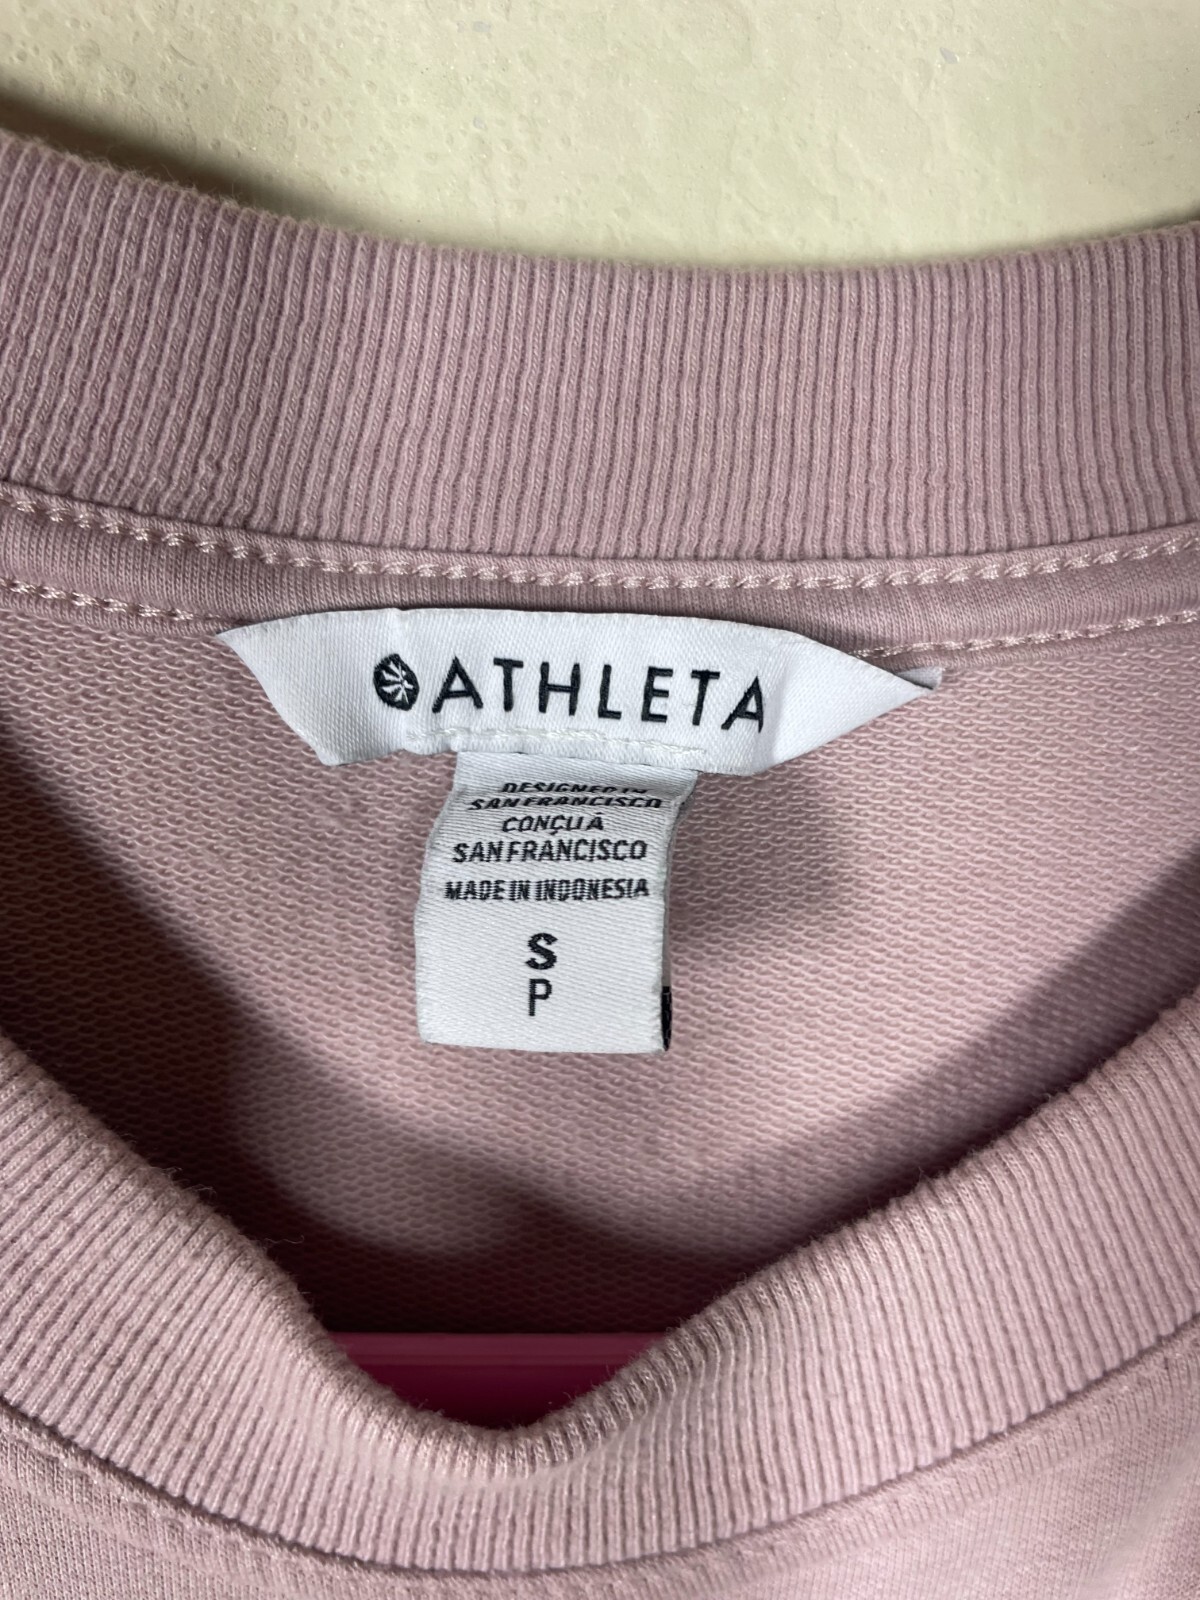 ATHLETA
DESIGNED IN
SAN FRANCISCO
CONÇU À
SAN FRANCISCO
MADE IN INDONESIA
S
P